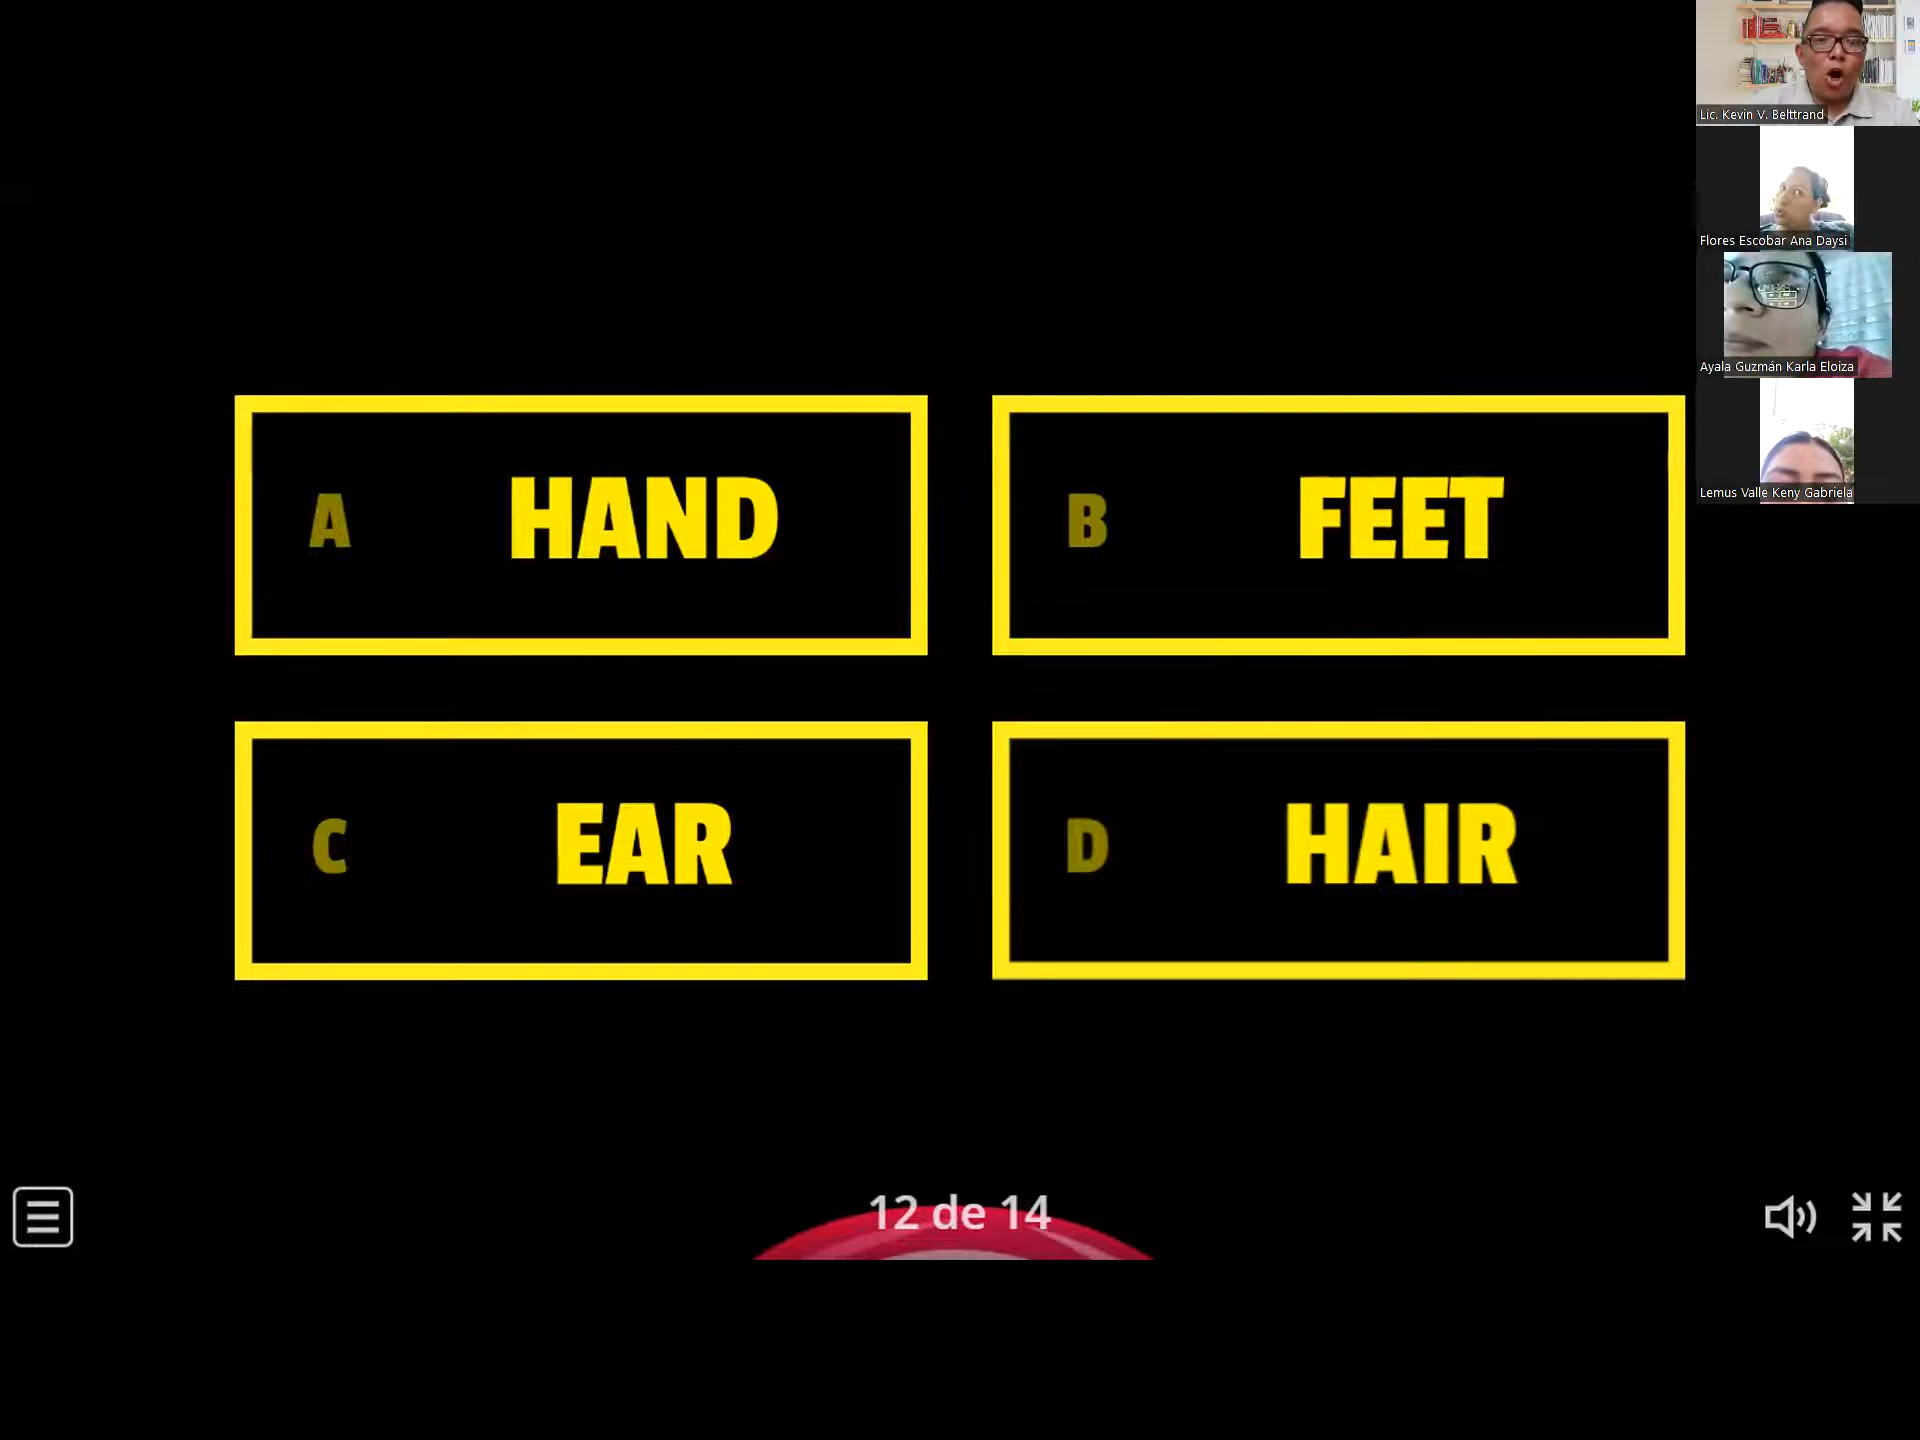 Lic. Kevin V. Belttrand
Flores Escobar Ana Daysi
Ayala Guzmán Karla Eloiza
Lemus Valle Keny Gabriela
A HAND
B FEET
C EAR
D HAIR
12 de 14